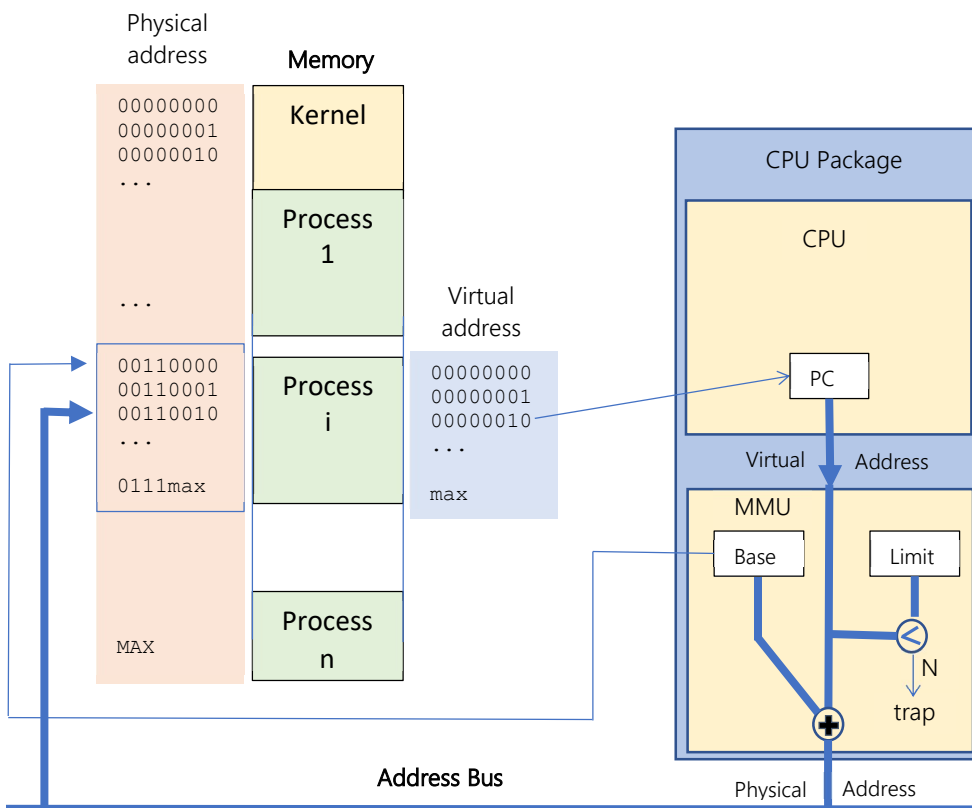 Physical
address
Memory
00000000
00000001
00000010
...
...
00110000
00110001
00110010
...
0111max
MAX
Kernel
Process
1
Process
i
Process
n
Virtual
address
00000000
00000001
00000010
...
max
CPU Package
CPU
PC
Virtual Address
MMU
Base
Limit
<
N
trap
+
Address Bus
Physical Address